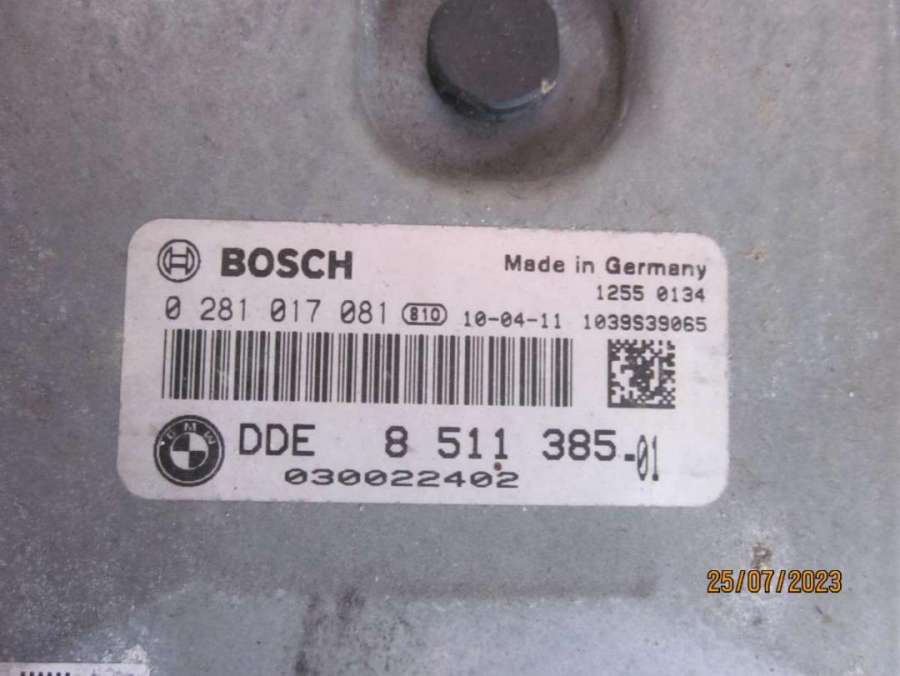 BOSCH
Made in Germany
1255 0134
0 281 017 081 810 10-04-11 1039S39065
BMW
DDE 8 511 385-01
030022402
25/07/2023